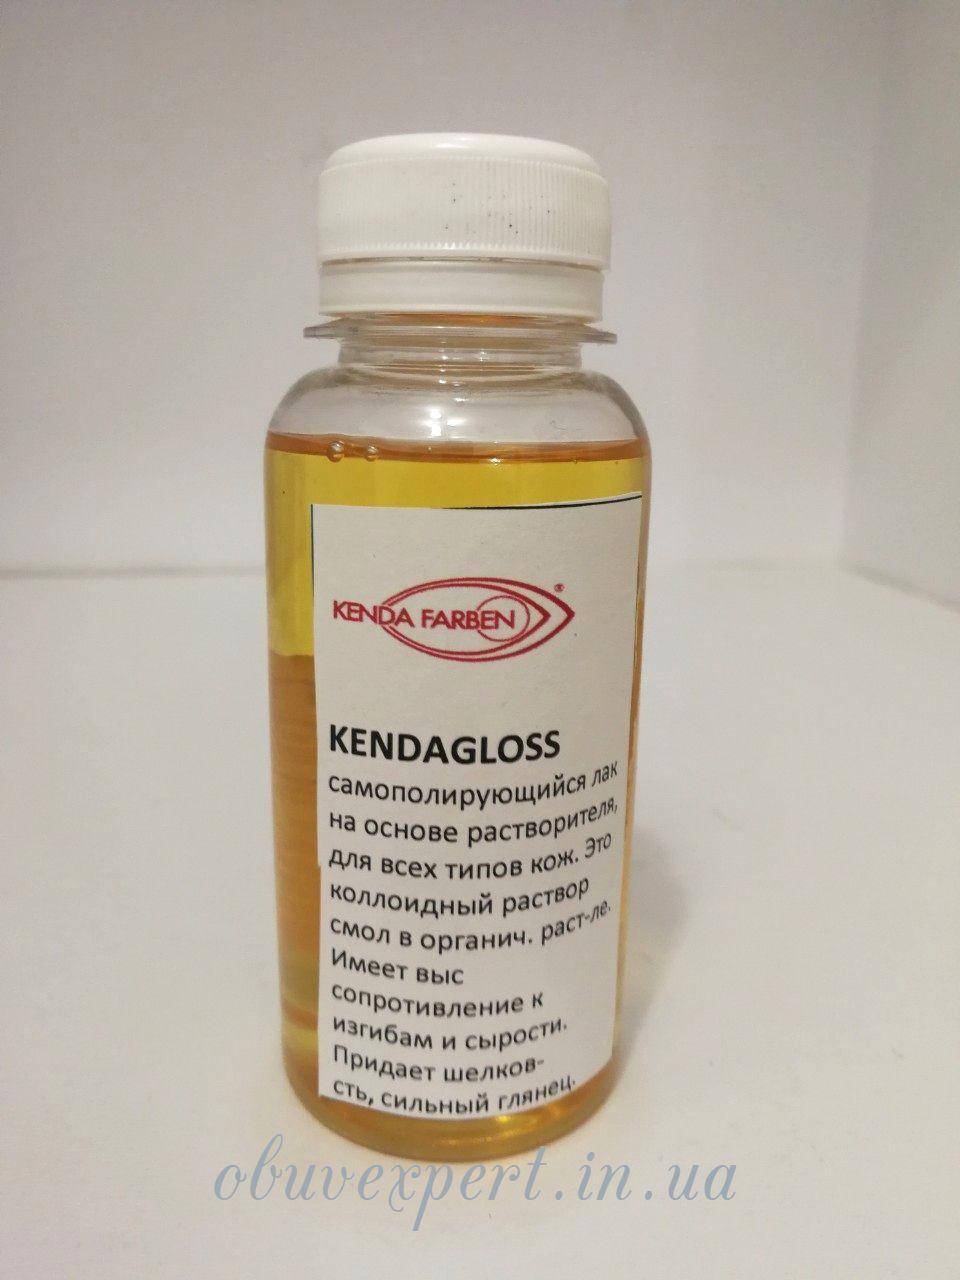 KENDA FARBEN ®
KENDAGLOSS
самополирующийся лак
на основе растворителя,
для всех типов кож. Это
коллоидный раствор
смол в органич. раст-ле.
Имеет выс
сопротивление к
изгибам и сырости.
Придает шелков-
сть, сильный глянец.
obuvexpert.in.ua